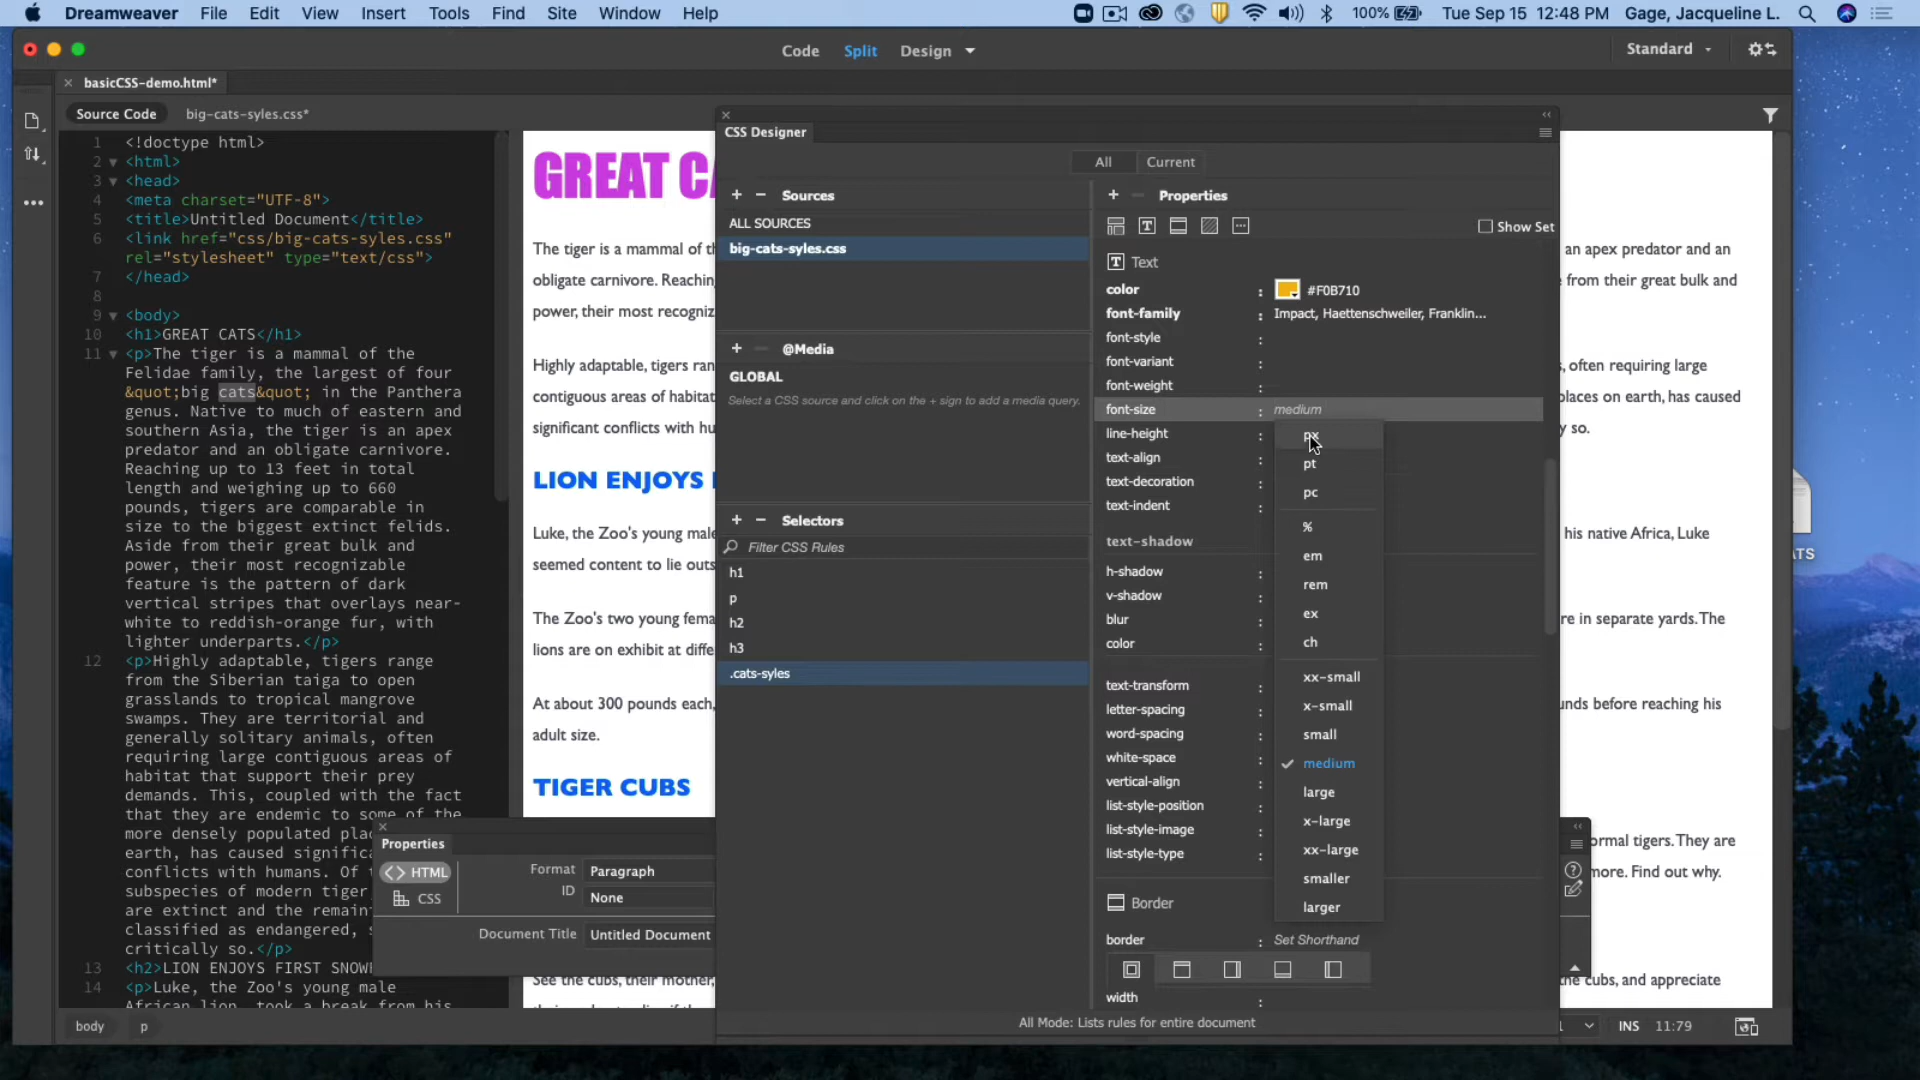 Dreamweaver File Edit View Insert Tools Find Site Window Help
100% Tue Sep 15 12:48 PM Gage, Jacqueline L.
Code Split Design Standard
basicCSS-demo.html*
Source Code big-cats-syles.css*
1 <!doctype html>
2 <html>
3 <head>
4 <meta charset="UTF-8">
5 <title>Untitled Document</title>
6 <link href="css/big-cats-syles.css"
rel="stylesheet" type="text/css">
7 </head>
8
9 <body>
10 <h1>GREAT CATS</h1>
11 <p>The tiger is a mammal of the
Felidae family, the largest of four
&quot;big cats&quot; in the Panthera
genus. Native to much of eastern and
southern Asia, the tiger is an apex
predator and an obligate carnivore.
Reaching up to 13 feet in total
length and weighing up to 660
pounds, tigers are comparable in
size to the biggest extinct felids.
Aside from their great bulk and
power, their most recognizable
feature is the pattern of dark
vertical stripes that overlays near-
white to reddish-orange fur, with
lighter underparts.</p>
12 <p>Highly adaptable, tigers range
from the Siberian taiga to open
grasslands to tropical mangrove
swamps. They are territorial and
generally solitary animals, often
requiring large contiguous areas of
habitat that support their prey
demands. This, coupled with the fact
that they are endemic to some of the
more densely populated pla
earth, has caused signific
conflicts with humans. Of
subspecies of modern tiger
are extinct and the remain
classified as endangered,
critically so.</p>
13 <h2>LION ENJOYS FIRST SNOW
14 <p>Luke, the Zoo's young male
African lion, took a break from his
body p
GREAT C
The tiger is a mammal of t
obligate carnivore. Reaching
power, their most recogniz
Highly adaptable, tigers ran
contiguous areas of habitat
significant conflicts with hu
LION ENJOYS
Luke, the Zoo's young male
seemed content to lie outs
The Zoo's two young fema
lions are on exhibit at diffe
At about 300 pounds each,
adult size.
TIGER CUBS
See the cubs, their mother,
CSS Designer
All Current
Sources
ALL SOURCES
big-cats-syles.css
@Media
GLOBAL
Select a CSS source and click on the + sign to add a media query.
Selectors
Filter CSS Rules
h1
p
h2
h3
.cats-syles
Properties
Show Set
Text
color : #F0B710
font-family : Impact, Haettenschweiler, Franklin...
font-style :
font-variant :
font-weight :
font-size : medium
line-height :
text-align :
text-decoration :
text-indent :
text-shadow
h-shadow :
v-shadow :
blur :
color :
text-transform :
letter-spacing :
word-spacing :
white-space :
vertical-align :
list-style-position :
list-style-image :
list-style-type :
Border
border : Set Shorthand
width :
px
pt
pc
%
em
rem
ex
ch
xx-small
x-small
small
medium
large
x-large
xx-large
smaller
larger
All Mode: Lists rules for entire document
an apex predator and an
from their great bulk and
, often requiring large
places on earth, has caused
y so.
his native Africa, Luke
re in separate yards. The
unds before reaching his
ormal tigers. They are
more. Find out why.
the cubs, and appreciate
Properties
HTML
CSS
Format Paragraph
ID None
Document Title Untitled Document
INS 11:79